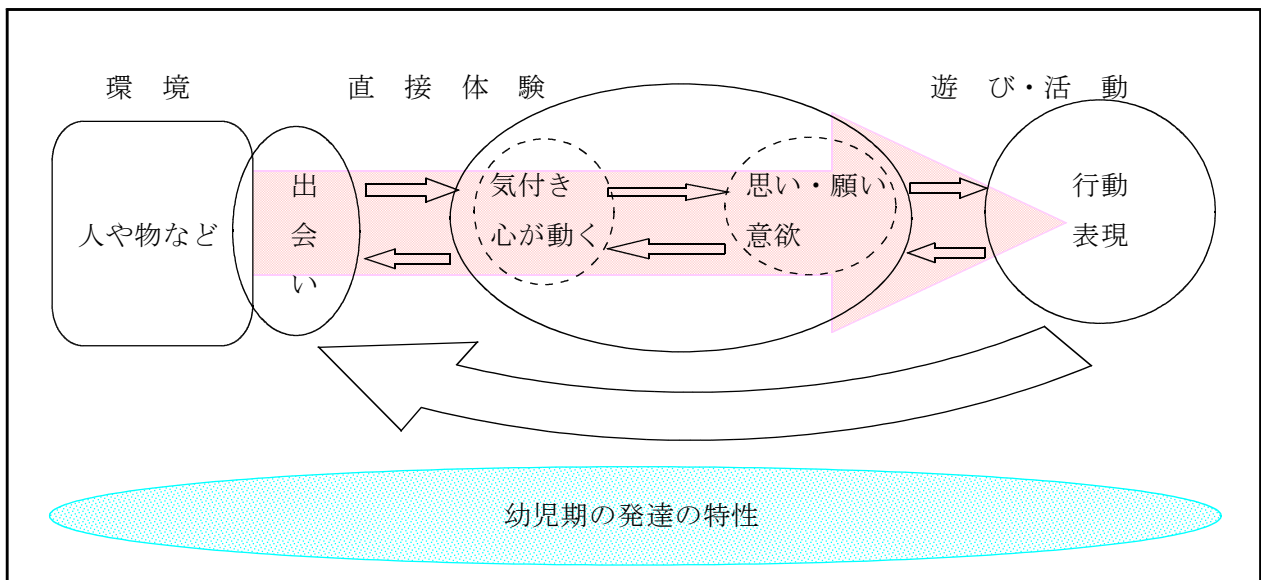 環　境
直　接　体　験
遊　び・活　動
人や物など
出
会
い
気付き
心が動く
思い・願い
意欲
行動
表現
幼児期の発達の特性